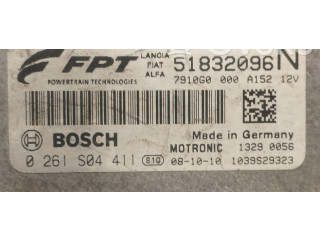 FPT
POWERTRAIN TECHNOLOGIES
LANCIA
FIAT
ALFA
51832096N
7910G0 000 A152 12V
BOSCH
Made in Germany
0 261 S04 411 810
MOTRONIC 1329 0056
08-10-10 1039S29323